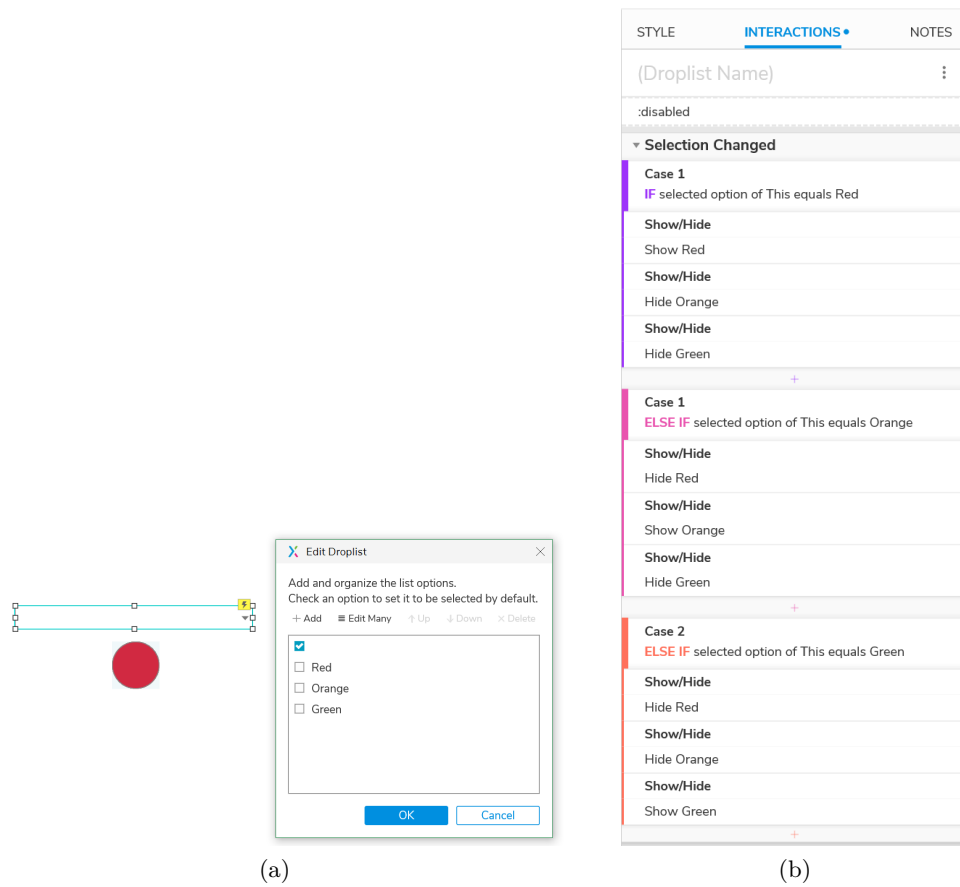 Edit Droplist
Add and organize the list options.
Check an option to set it to be selected by default.
+ Add Edit Many Up Down Delete
Red
Orange
Green
OK Cancel
(a)
STYLE INTERACTIONS NOTES
(Droplist Name)
:disabled
Selection Changed
Case 1
IF selected option of This equals Red
Show/Hide
Show Red
Show/Hide
Hide Orange
Show/Hide
Hide Green
+
Case 1
ELSE IF selected option of This equals Orange
Show/Hide
Hide Red
Show/Hide
Show Orange
Show/Hide
Hide Green
+
Case 2
ELSE IF selected option of This equals Green
Show/Hide
Hide Red
Show/Hide
Hide Orange
Show/Hide
Show Green
+
(b)